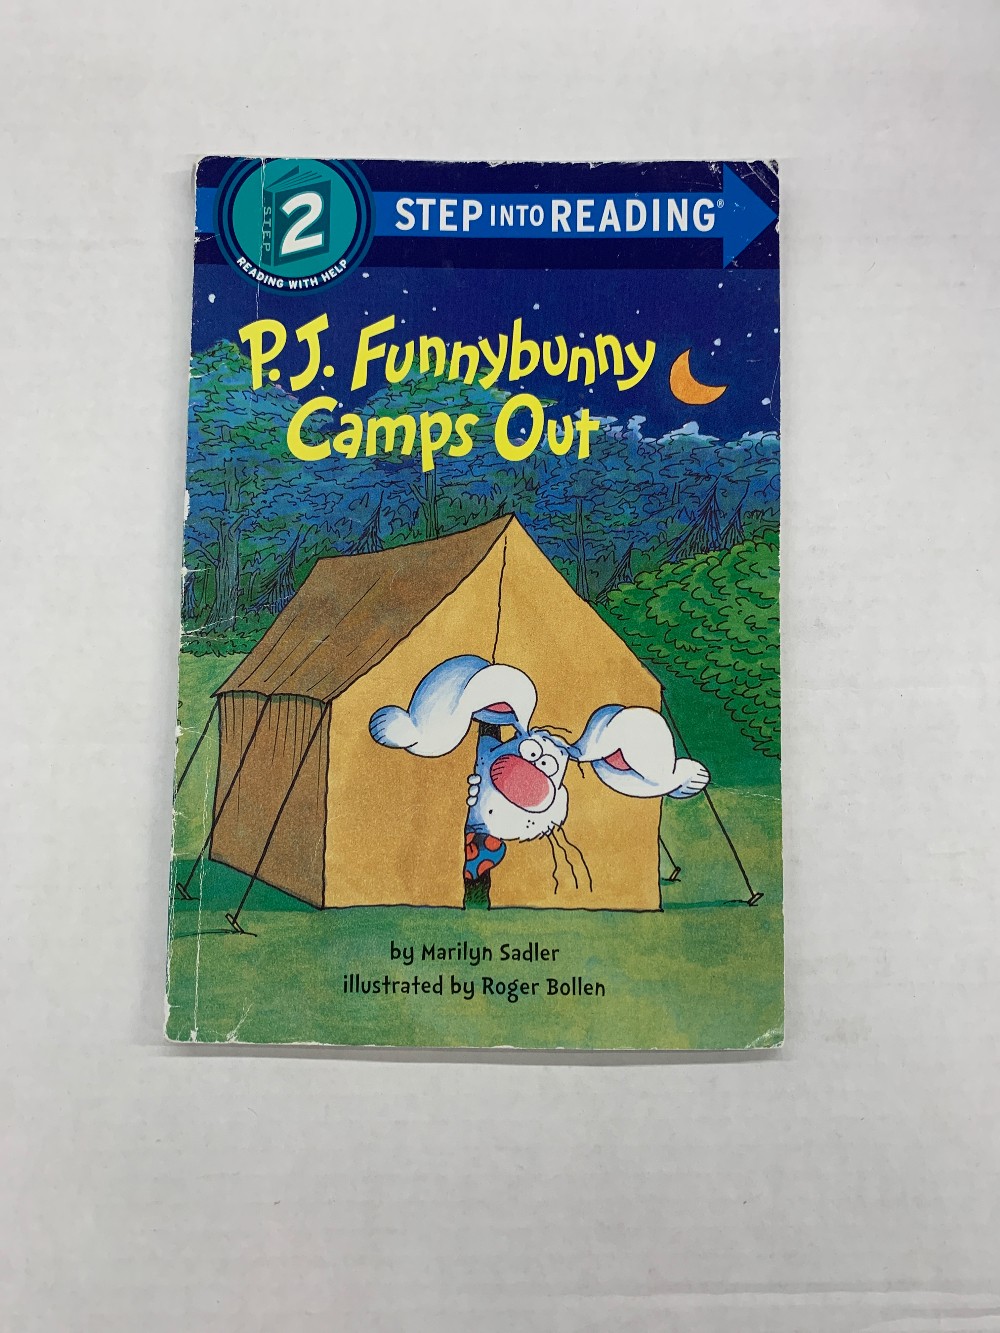 STEP 2
READING WITH HELP
STEP INTO READING®
P.J. Funnybunny
Camps Out
by Marilyn Sadler
illustrated by Roger Bollen